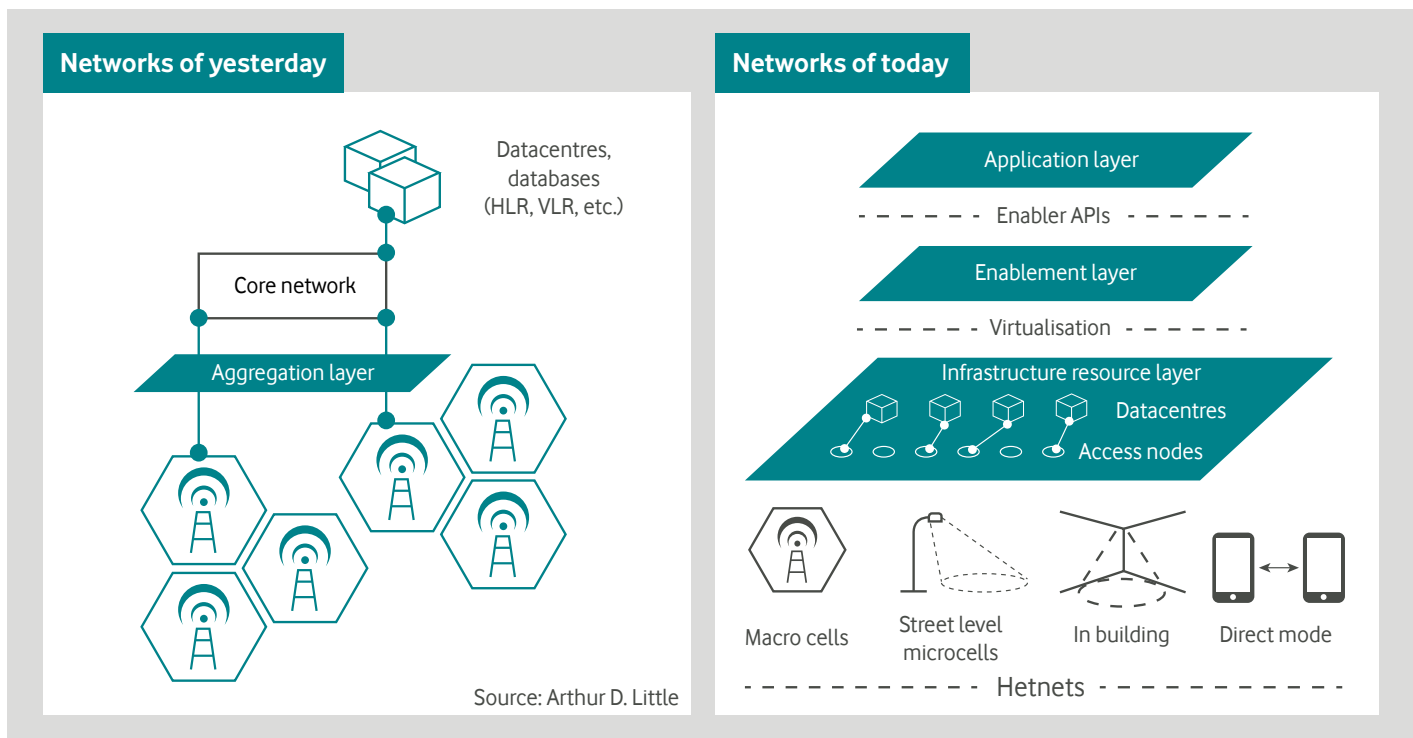 Networks of yesterday
Datacentres,
databases
(HLR, VLR, etc.)
Core network
Aggregation layer
Source: Arthur D. Little
Networks of today
Application layer
Enabler APIs
Enablement layer
Virtualisation
Infrastructure resource layer
Datacentres
Access nodes
Macro cells
Street level
microcells
In building
Direct mode
Hetnets